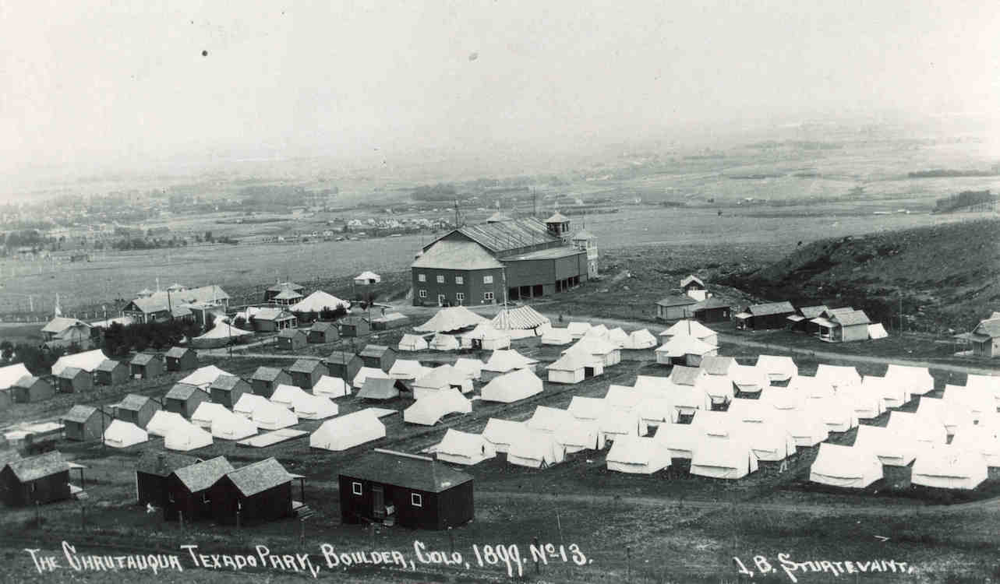 The Chautauqua Texado Park, Boulder, Colo, 1899. No 13.
J. B. Sturtevant.